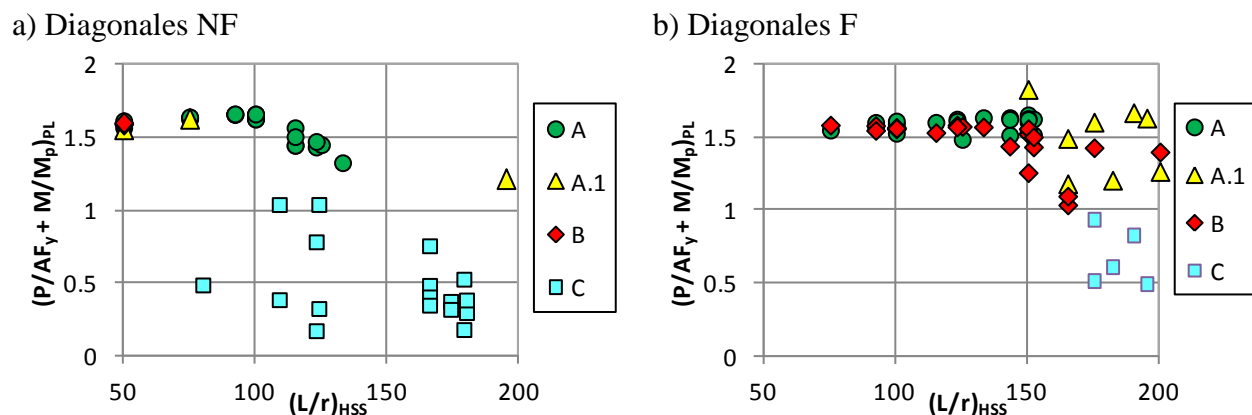 a) Diagonales NF
(P/AFy + M/Mp)PL
2
1.5
1
0.5
0
50
100
150
200
(L/r)HSS
A
A.1
B
C
b) Diagonales F
(P/AFy + M/Mp)PL
2
1.5
1
0.5
0
50
100
150
200
(L/r)HSS
A
A.1
B
C